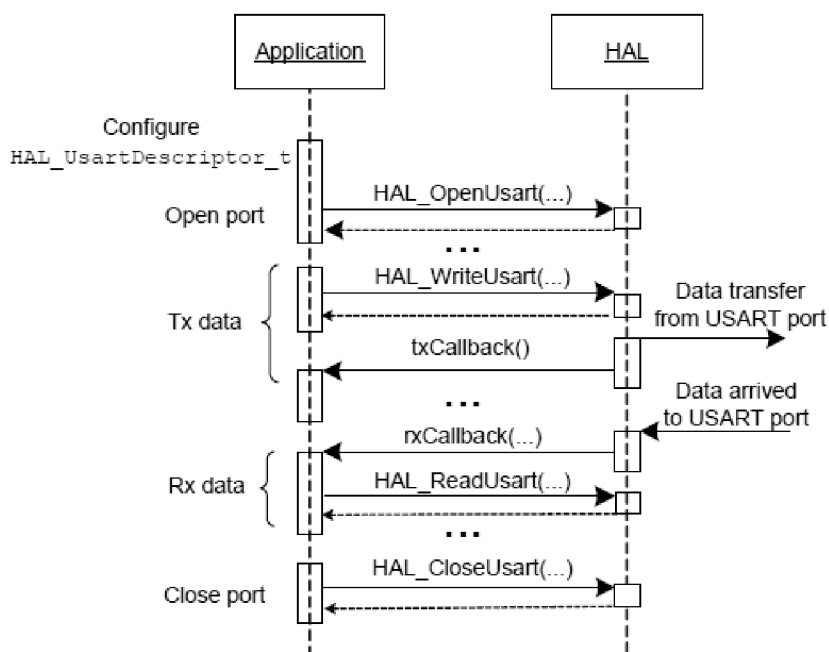 Application
HAL
Configure
HAL_UsartDescriptor_t
HAL_OpenUsart(...)
Open port
...
HAL_WriteUsart(...)
Data transfer
from USART port
Tx data
txCallback()
...
Data arrived
to USART port
rxCallback(...)
Rx data
HAL_ReadUsart(...)
...
HAL_CloseUsart(...)
Close port